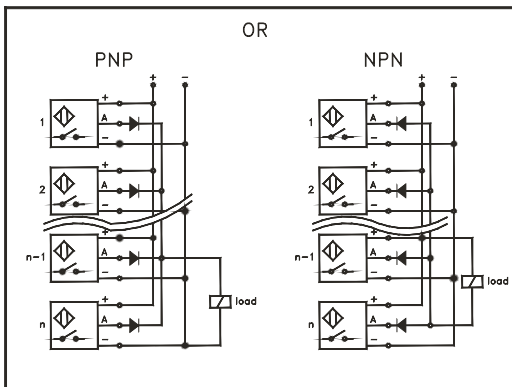 OR
PNP
NPN
+ −
+ −
1 + A −
1 + A −
2 + A −
2 + A −
n-1 + A −
n-1 + A −
load
load
n + A −
n + A −